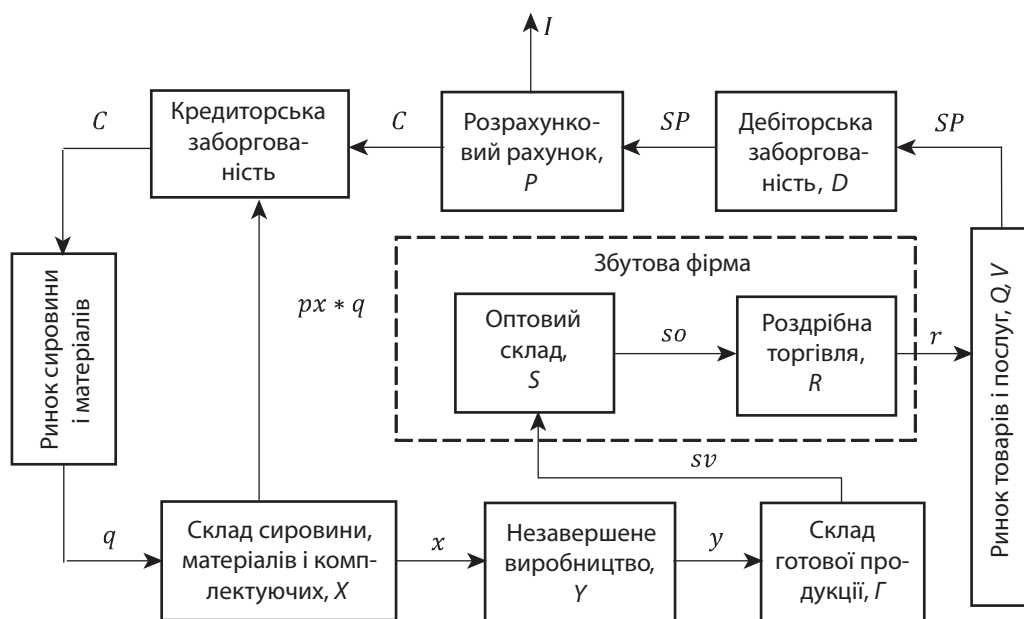 I
C
Кредиторська
заборгова-
ність
C
Розрахунко-
вий рахунок,
P
SP
Дебіторська
заборгова-
ність, D
SP
Ринок сировини
і матеріалів
px * q
Збутова фірма
Оптовий
склад,
S
so
Роздрібна
торгівля,
R
r
Ринок товарів і послуг, Q, V
sv
q
Склад сировини,
матеріалів і комп-
лектуючих, X
x
Незавершене
виробництво,
Y
y
Склад
готової про-
дукції, Г